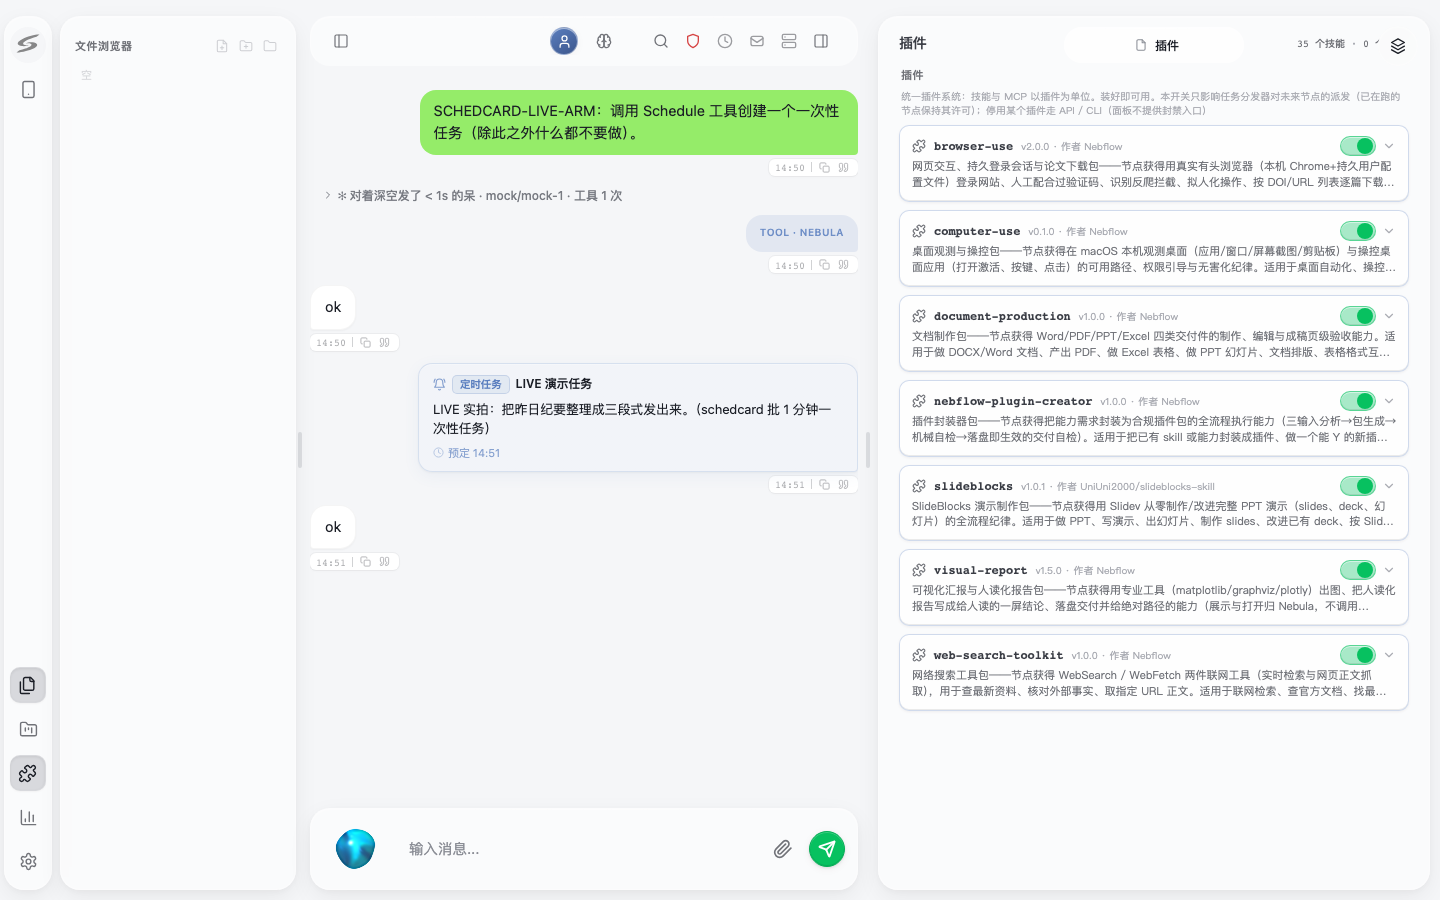 文件浏览器
空
SCHEDCARD-LIVE-ARM：调用 Schedule 工具创建一个一次性
任务（除此之外什么都不要做）。
14:50
对着深空发了 < 1s 的呆 · mock/mock-1 · 工具 1 次
TOOL · NEBULA
14:50
ok
14:50
定时任务 LIVE 演示任务
LIVE 实拍：把昨日纪要整理成三段式发出来。（schedcard 批 1 分钟一
次性任务）
预定 14:51
14:51
ok
14:51
输入消息...
插件
插件
35 个技能 · 0
插件
统一插件系统：技能与 MCP 以插件为单位。装好即可用。本开关只影响任务分发器对未来节点的派发（已在跑的
节点保持其许可）；停用某个插件走 API / CLI（面板不提供封禁入口）
browser-use v2.0.0 · 作者 Nebflow
网页交互、持久登录会话与论文下载包——节点获得用真实有头浏览器（本机 Chrome+持久用户配
置文件）登录网站、人工配合过验证码、识别反爬拦截、拟人化操作、按 DOI/URL 列表逐篇下载...
computer-use v0.1.0 · 作者 Nebflow
桌面观测与操控包——节点获得在 macOS 本机观测桌面（应用/窗口/屏幕截图/剪贴板）与操控桌
面应用（打开激活、按键、点击）的可用路径、权限引导与无害化纪律。适用于桌面自动化、操控...
document-production v1.0.0 · 作者 Nebflow
文档制作包——节点获得 Word/PDF/PPT/Excel 四类交付件的制作、编辑与成稿页级验收能力。适
用于做 DOCX/Word 文档、产出 PDF、做 Excel 表格、做 PPT 幻灯片、文档排版、表格格式互...
nebflow-plugin-creator v1.0.0 · 作者 Nebflow
插件封装器包——节点获得把能力需求封装为合规插件包的全流程执行能力（三输入分析→包生成→
机械自检→落盘即生效的交付自检）。适用于把已有 skill 或能力封装成插件、做一个能 Y 的新插...
slideblocks v1.0.1 · 作者 UniUni2000/slideblocks-skill
SlideBlocks 演示制作包——节点获得用 Slidev 从零制作/改进完整 PPT 演示（slides、deck、幻
灯片）的全流程纪律。适用于做 PPT、写演示、出幻灯片、制作 slides、改进已有 deck、按 Slid...
visual-report v1.5.0 · 作者 Nebflow
可视化汇报与人读化报告包——节点获得用专业工具（matplotlib/graphviz/plotly）出图、把人读化
报告写成给人读的一屏结论、落盘交付并给绝对路径的能力（展示与打开归 Nebula，不调用...
web-search-toolkit v1.0.0 · 作者 Nebflow
网络搜索工具包——节点获得 WebSearch / WebFetch 两件联网工具（实时检索与网页正文抓
取），用于查最新资料、核对外部事实、取指定 URL 正文。适用于联网检索、查官方文档、找最...